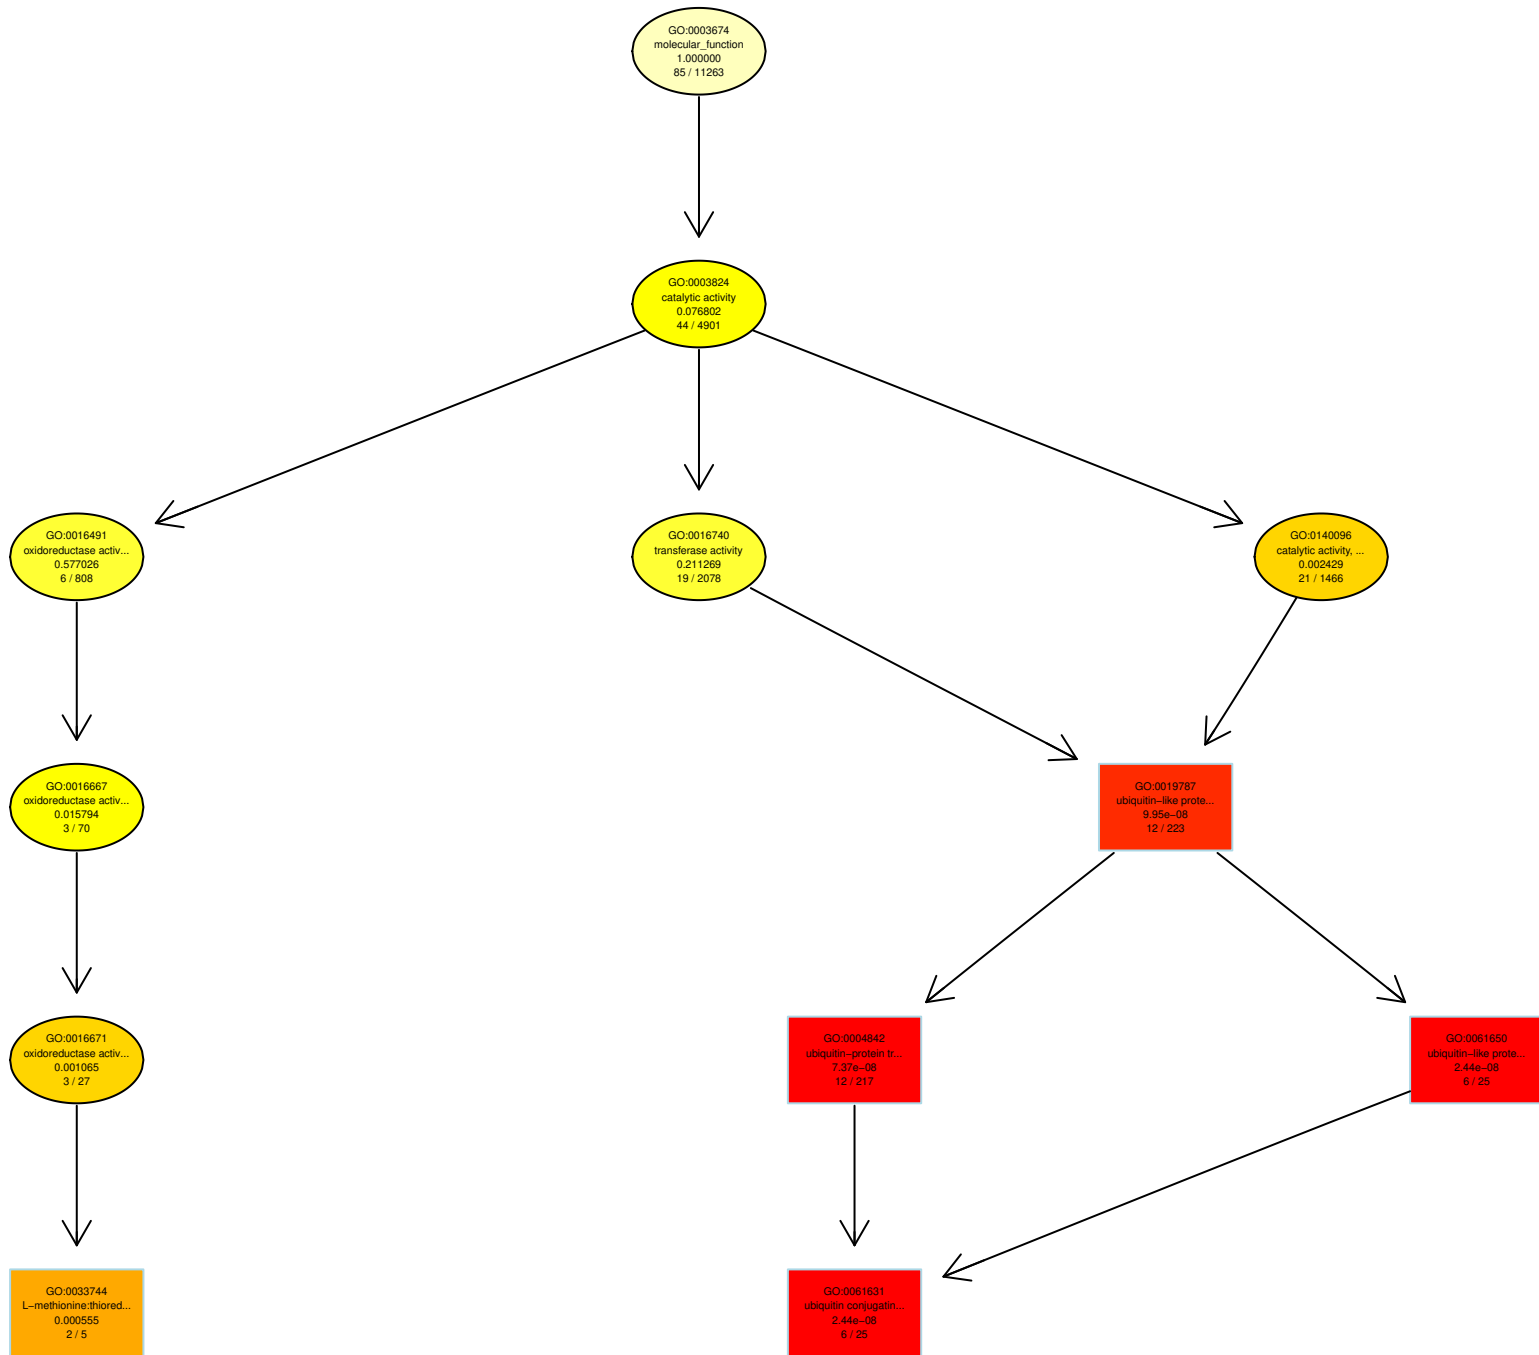 GO:0003674
molecular_function
1.000000
85 / 11263
GO:0003824
catalytic activity
0.076802
44 / 4901
GO:0016491
oxidoreductase activ...
0.577026
6 / 808
GO:0016740
transferase activity
0.211269
19 / 2078
GO:0140096
catalytic activity, ...
0.002429
21 / 1466
GO:0016667
oxidoreductase activ...
0.015794
3 / 70
GO:0019787
ubiquitin−like prote...
9.95e−08
12 / 223
GO:0016671
oxidoreductase activ...
0.001065
3 / 27
GO:0004842
ubiquitin−protein tr...
7.37e−08
12 / 217
GO:0061650
ubiquitin−like prote...
2.44e−08
6 / 25
GO:0033744
L−methionine:thiored...
0.000555
2 / 5
GO:0061631
ubiquitin conjugatin...
2.44e−08
6 / 25